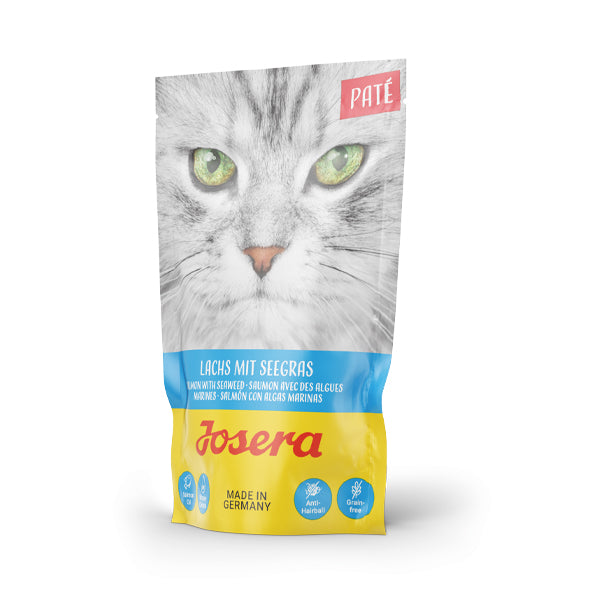 PATÉ
LACHS MIT SEEGRAS
SALMON WITH SEAWEED · SAUMON AVEC DES ALGUES
MARINES · SALMÓN CON ALGAS MARINAS
Josera
MADE IN
GERMANY
Anti-
Hairball
Grain-
free